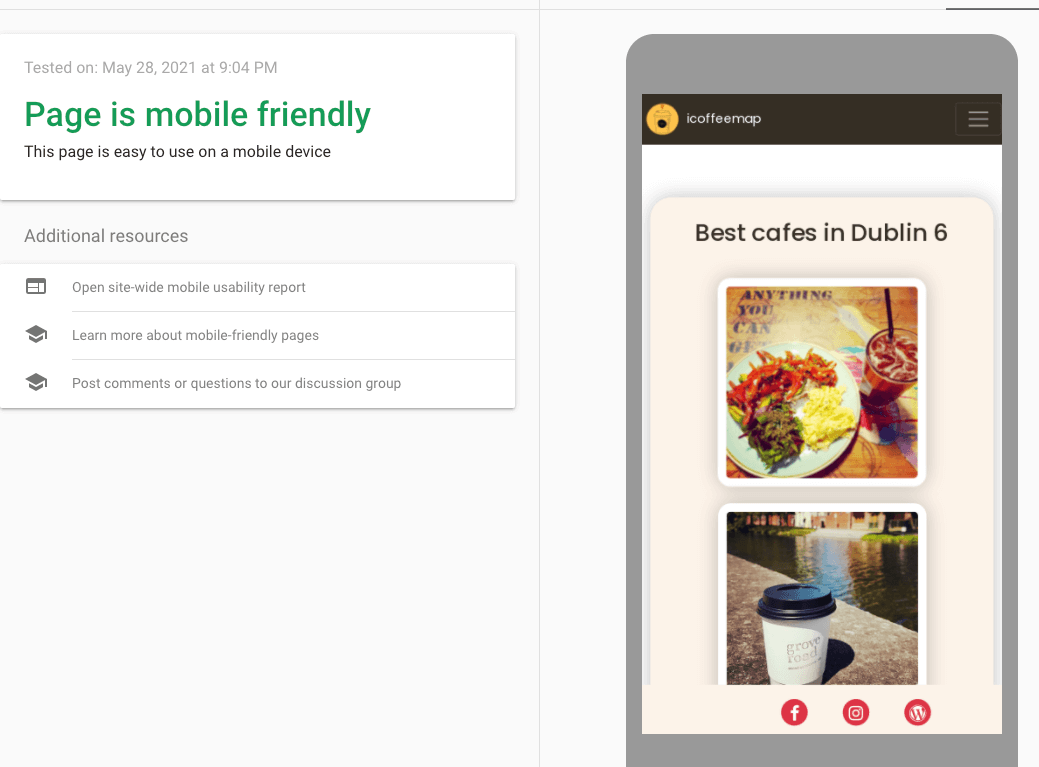 Tested on: May 28, 2021 at 9:04 PM
Page is mobile friendly
This page is easy to use on a mobile device
Additional resources
Open site-wide mobile usability report
Learn more about mobile-friendly pages
Post comments or questions to our discussion group
icoffeemap
Best cafes in Dublin 6
ANYTHING
YOU
CAN
GET
grove
road